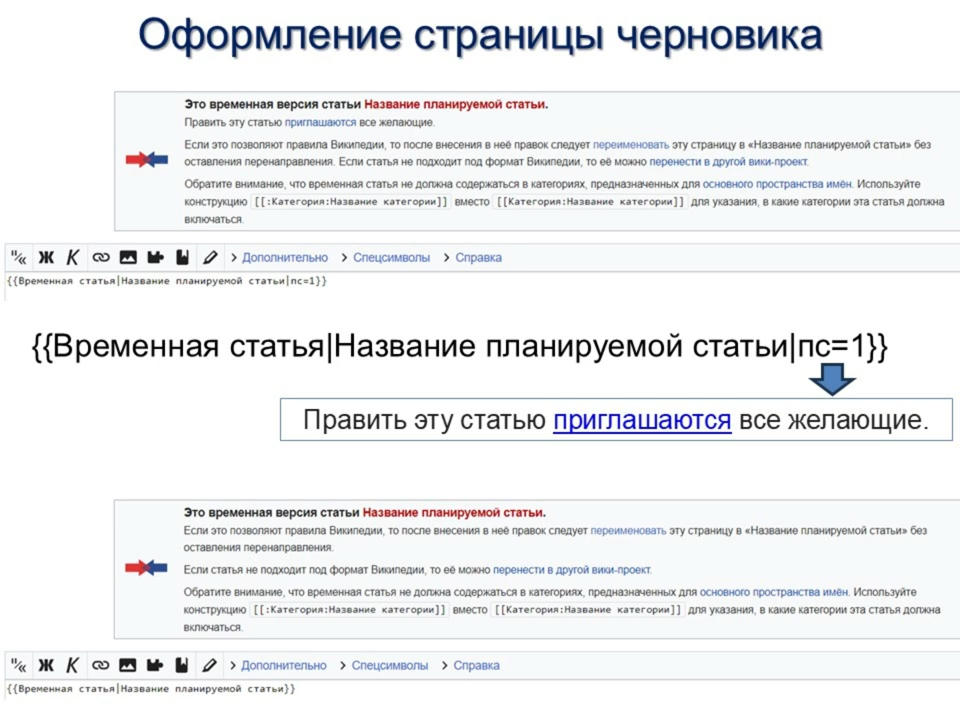 Оформление страницы черновика
Это временная версия статьи Название планируемой статьи.
Править эту статью приглашаются все желающие.
Если это позволяют правила Википедии, то после внесения в неё правок следует переименовать эту страницу в «Название планируемой статьи» без
оставления перенаправления. Если статья не подходит под формат Википедии, то её можно перенести в другой вики-проект.
Обратите внимание, что временная статья не должна содержаться в категориях, предназначенных для основного пространства имён. Используйте
конструкцию [[:Категория:Название категории]] вместо [[Категория:Название категории]] для указания, в какие категории эта статья должна
включаться.
Ж К Дополнительно Спецсимволы Справка
{{Временная статья|Название планируемой статьи|пс=1}}
{{Временная статья|Название планируемой статьи|пс=1}}
Править эту статью приглашаются все желающие.
Это временная версия статьи Название планируемой статьи.
Если это позволяют правила Википедии, то после внесения в неё правок следует переименовать эту страницу в «Название планируемой статьи» без
оставления перенаправления.
Если статья не подходит под формат Википедии, то её можно перенести в другой вики-проект.
Обратите внимание, что временная статья не должна содержаться в категориях, предназначенных для основного пространства имён. Используйте
конструкцию [[:Категория:Название категории]] вместо [[Категория:Название категории]] для указания, в какие категории эта статья должна
включаться.
Ж К Дополнительно Спецсимволы Справка
{{Временная статья|Название планируемой статьи}}